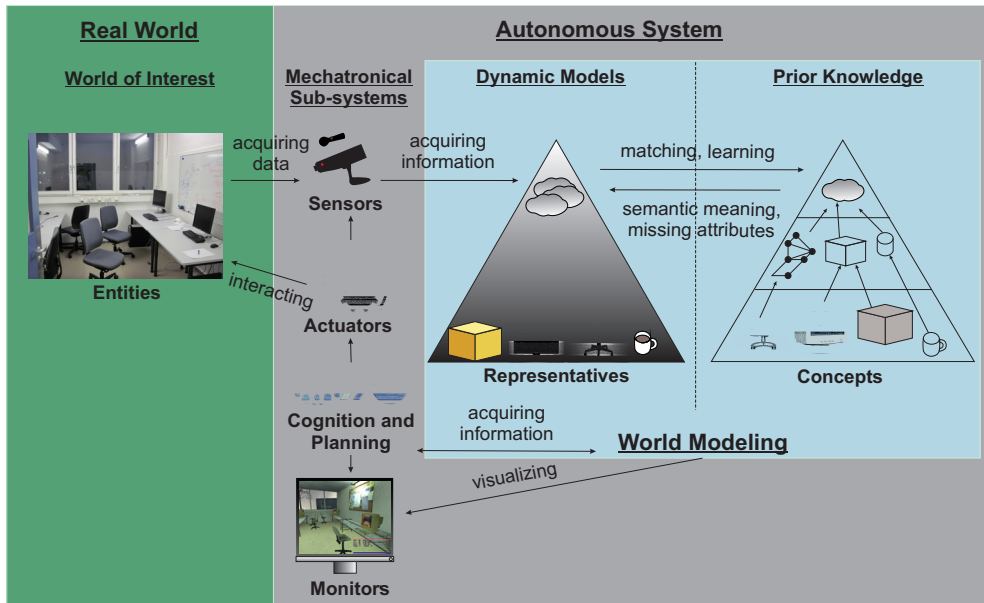 Real World
Autonomous System
World of Interest
Mechatronical
Sub-systems
Dynamic Models
Prior Knowledge
acquiring
data
acquiring
information
matching, learning
Sensors
semantic meaning,
missing attributes
interacting
Entities
Actuators
Representatives
Concepts
Cognition and
Planning
acquiring
information
World Modeling
visualizing
Monitors